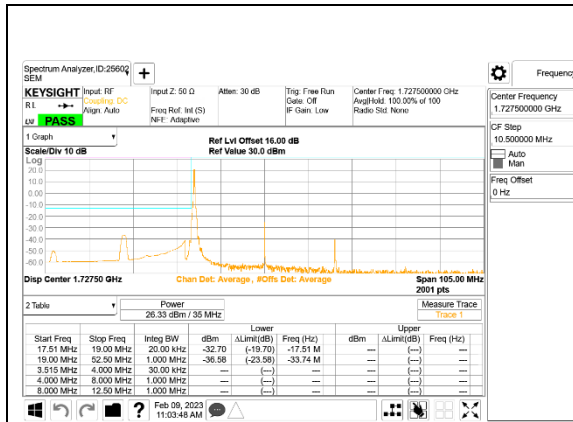 Spectrum Analyzer,ID:25602
SEM
+
Frequency
KEYSIGHT
Input: RF
Input Z: 50 Ω
Atten: 30 dB
Trig: Free Run
Center Freq: 1.727500000 GHz
RL
Coupling: DC
Gate: Off
Avg|Hold: 100.00% of 100
Align: Auto
Freq Ref: Int (S)
IF Gain: Low
Radio Std: None
NFE: Adaptive
PASS
Center Frequency
1.727500000 GHz
CF Step
10.500000 MHz
Auto
Man
Freq Offset
0 Hz
1 Graph
Ref Lvl Offset 16.00 dB
Scale/Div 10 dB
Ref Value 30.0 dBm
Log
20.0
10.0
0.00
-10.0
-20.0
-30.0
-40.0
-50.0
-60.0
Disp Center 1.72750 GHz
Chan Det: Average, #Offs Det: Average
Span 105.00 MHz
2001 pts
2 Table
Power
26.33 dBm / 35 MHz
Measure Trace
Trace 1
Lower Upper
Start Freq Stop Freq Integ BW dBm ΔLimit(dB) Freq (Hz) dBm ΔLimit(dB) Freq (Hz)
17.51 MHz 19.00 MHz 20.00 kHz -32.70 (-19.70) -17.51 M --- (---) ---
19.00 MHz 52.50 MHz 1.000 MHz -36.58 (-23.58) -33.74 M --- (---) ---
3.515 MHz 4.000 MHz 30.00 kHz --- (---) --- --- (---) ---
4.000 MHz 8.000 MHz 1.000 MHz --- (---) --- --- (---) ---
8.000 MHz 12.50 MHz 1.000 MHz --- (---) --- --- (---) ---
?
Feb 09, 2023
11:03:48 AM